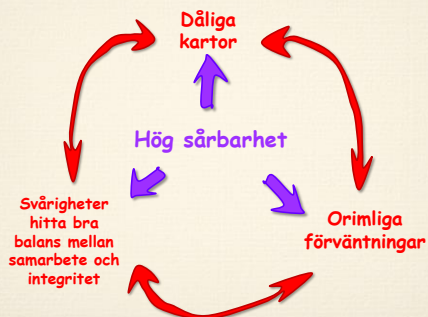 Dåliga
kartor
Hög sårbarhet
Svårigheter
hitta bra
balans mellan
samarbete och
integritet
Orimliga
förväntningar